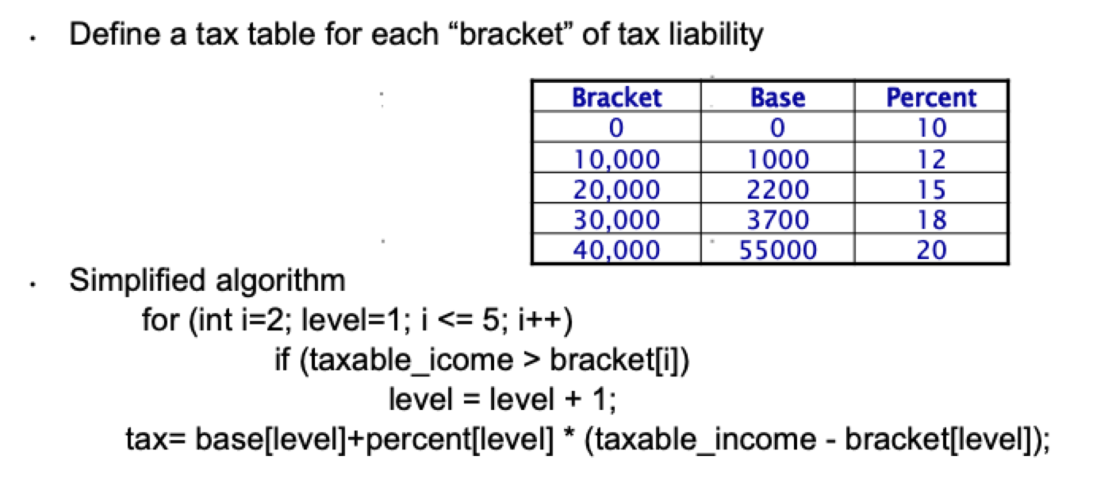 · Define a tax table for each “bracket” of tax liability
Bracket Base Percent
0 0 10
10,000 1000 12
20,000 2200 15
30,000 3700 18
40,000 55000 20
· Simplified algorithm
for (int i=2; level=1; i <= 5; i++)
if (taxable_icome > bracket[i])
level = level + 1;
tax= base[level]+percent[level] * (taxable_income - bracket[level]);